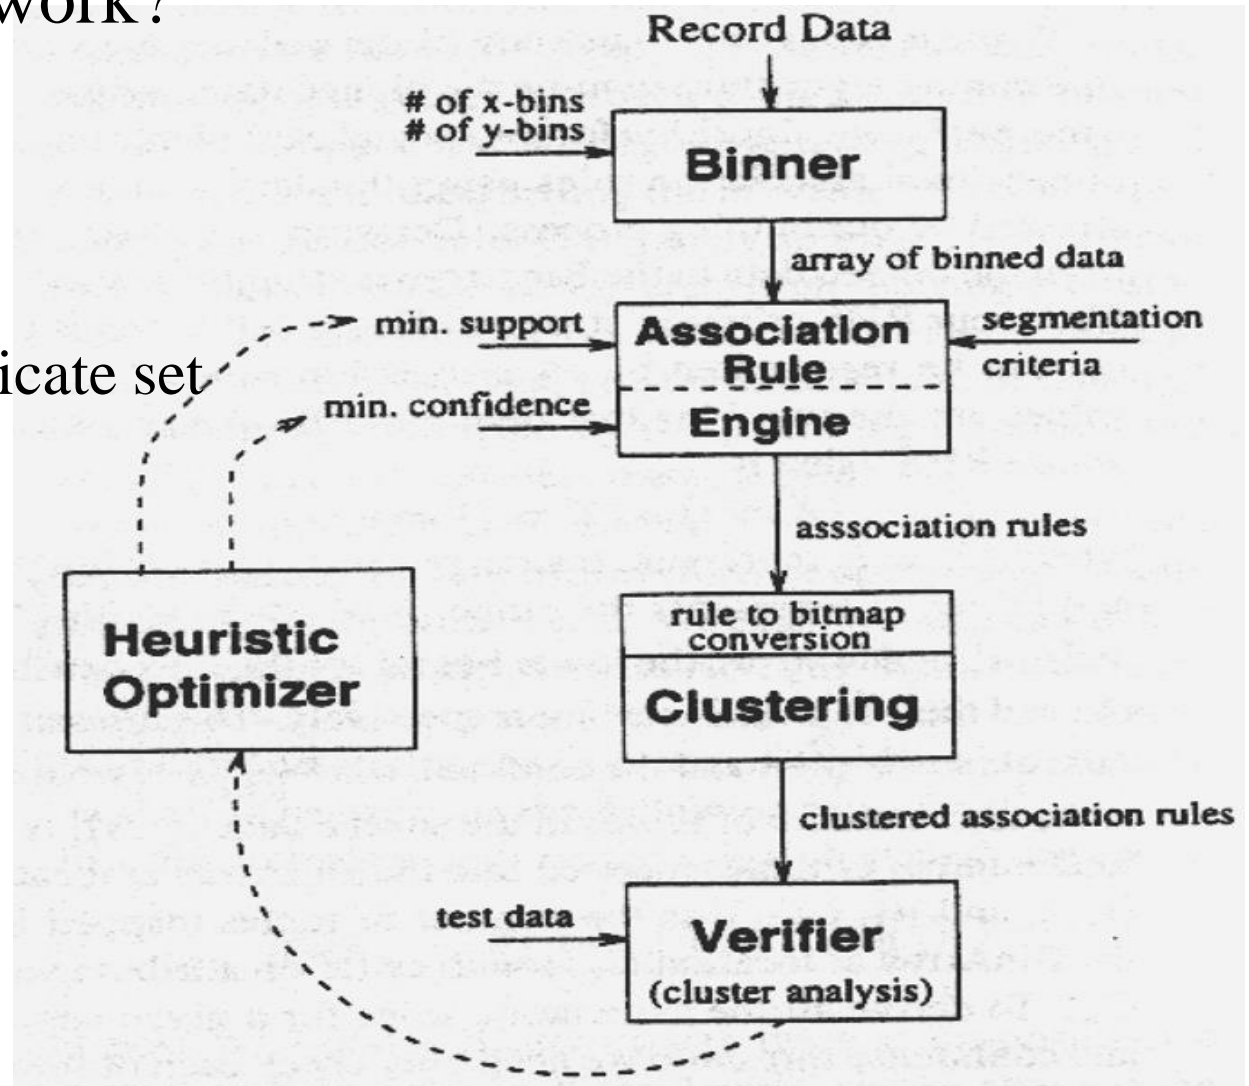 work?
Record Data
# of x-bins
# of y-bins
Binner
array of binned data
min. support
Association
Rule
segmentation
criteria
icate set
min. confidence
Engine
asssociation rules
rule to bitmap
conversion
Heuristic
Optimizer
Clustering
clustered association rules
test data
Verifier
(cluster analysis)